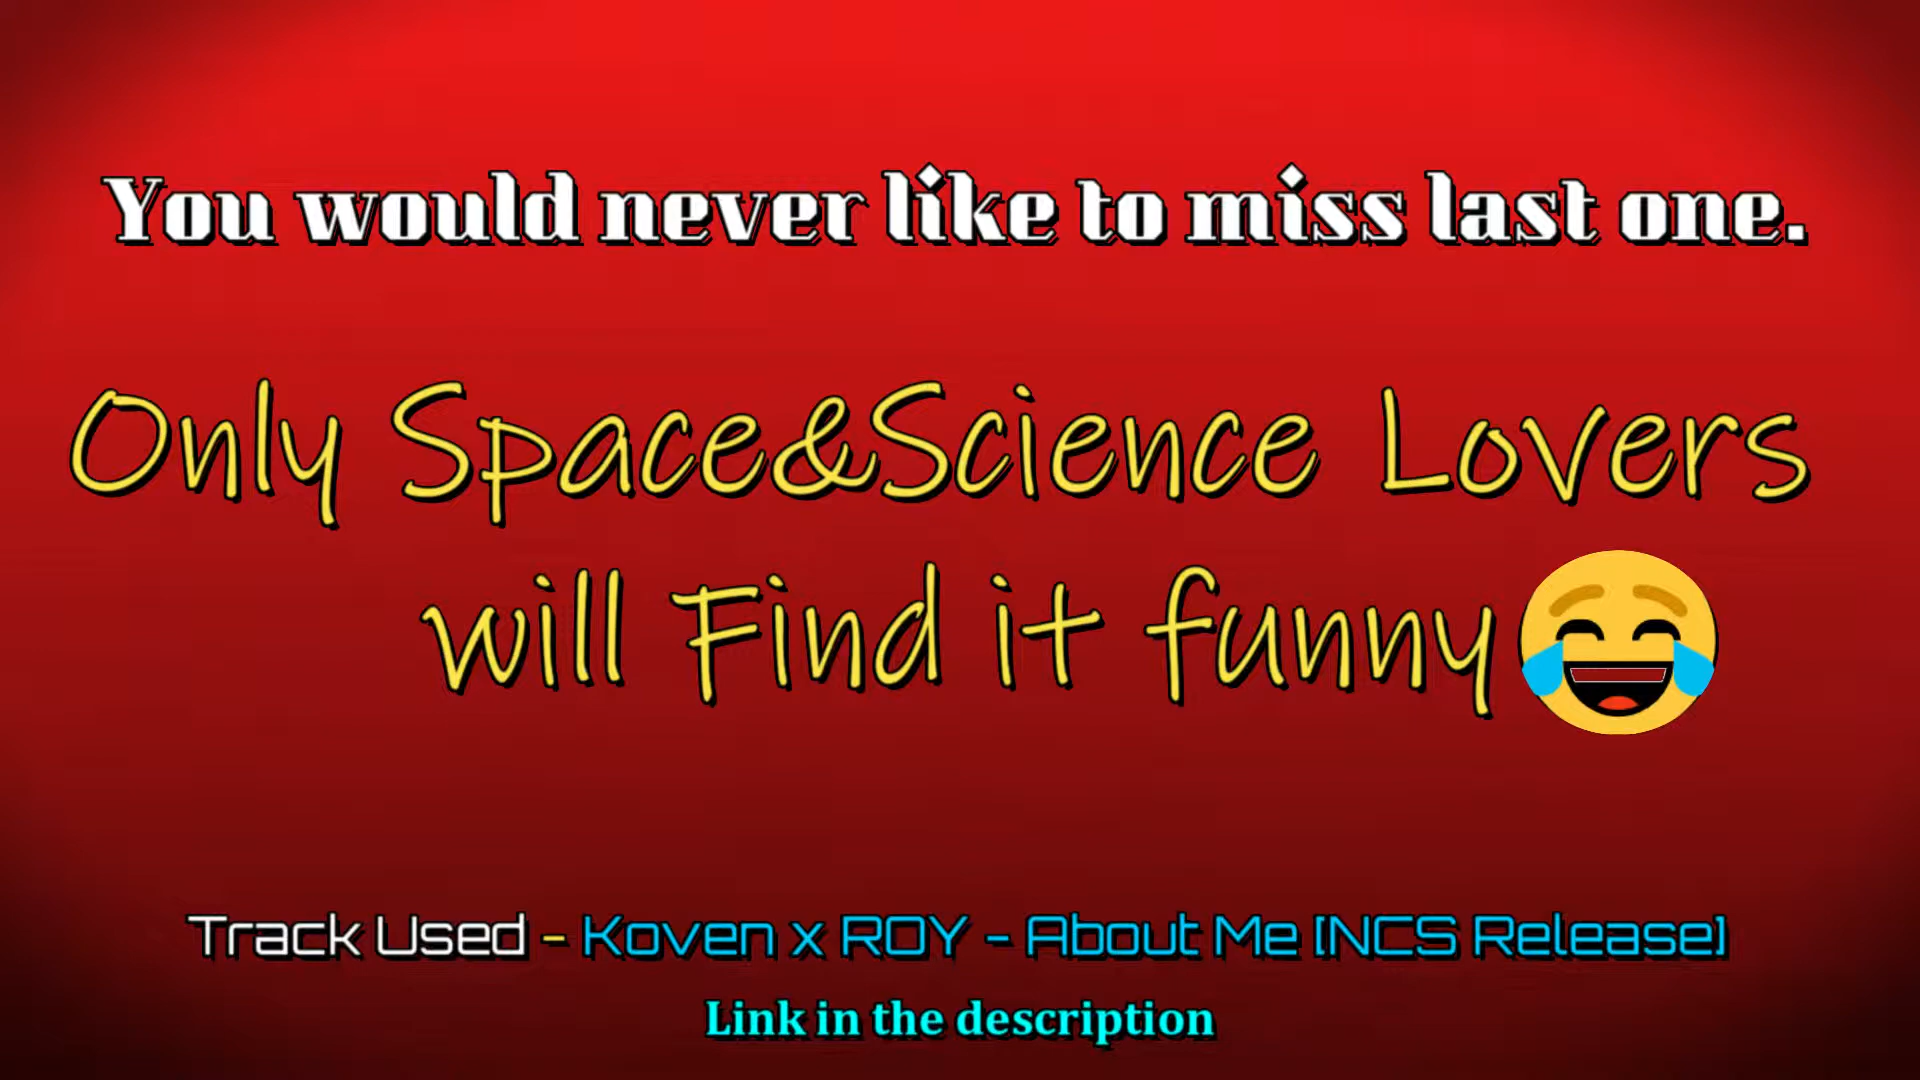 You would never like to miss last one.
Only Space&Science Lovers
will Find it funny😂
Track Used - Koven x ROY - About Me [NCS Release]
Link in the description